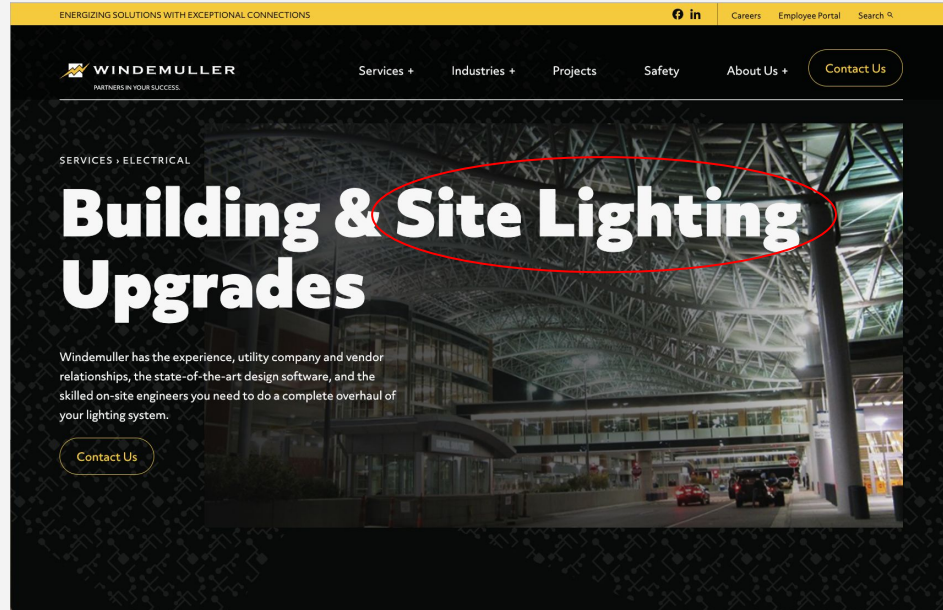 ENERGIZING SOLUTIONS WITH EXCEPTIONAL CONNECTIONS
Careers Employee Portal Search
WINDEMULLER
PARTNERS IN YOUR SUCCESS.
Services + Industries + Projects Safety About Us + Contact Us
SERVICES › ELECTRICAL
Building & Site Lighting
Upgrades
Windemuller has the experience, utility company and vendor
relationships, the state-of-the-art design software, and the
skilled on-site engineers you need to do a complete overhaul of
your lighting system.
Contact Us